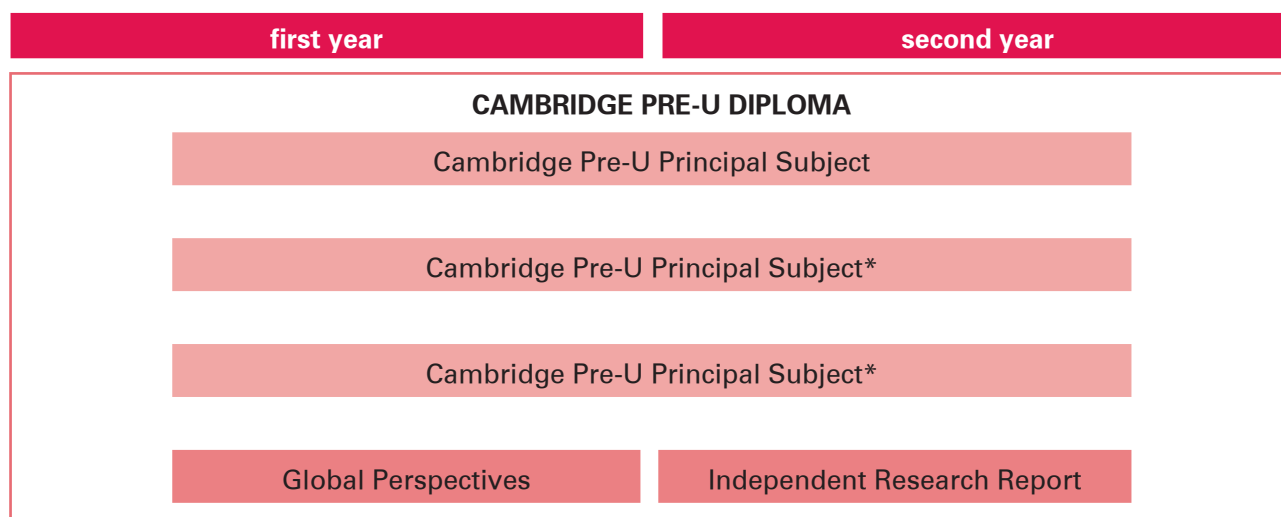 first year second year
CAMBRIDGE PRE-U DIPLOMA
Cambridge Pre-U Principal Subject
Cambridge Pre-U Principal Subject*
Cambridge Pre-U Principal Subject*
Global Perspectives Independent Research Report